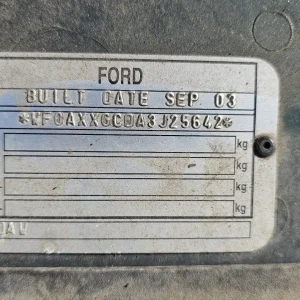 FORD
BUILT DATE SEP 03
*WF0AXXGCDA3J25642*
kg
kg
kg
kg